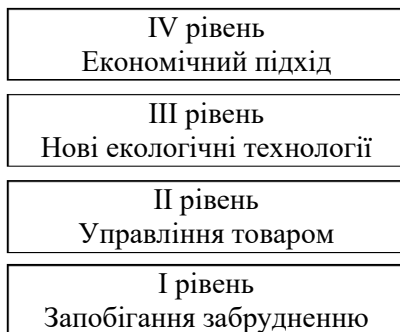 IV рівень
Економічний підхід
III рівень
Нові екологічні технології
II рівень
Управління товаром
I рівень
Запобігання забрудненню